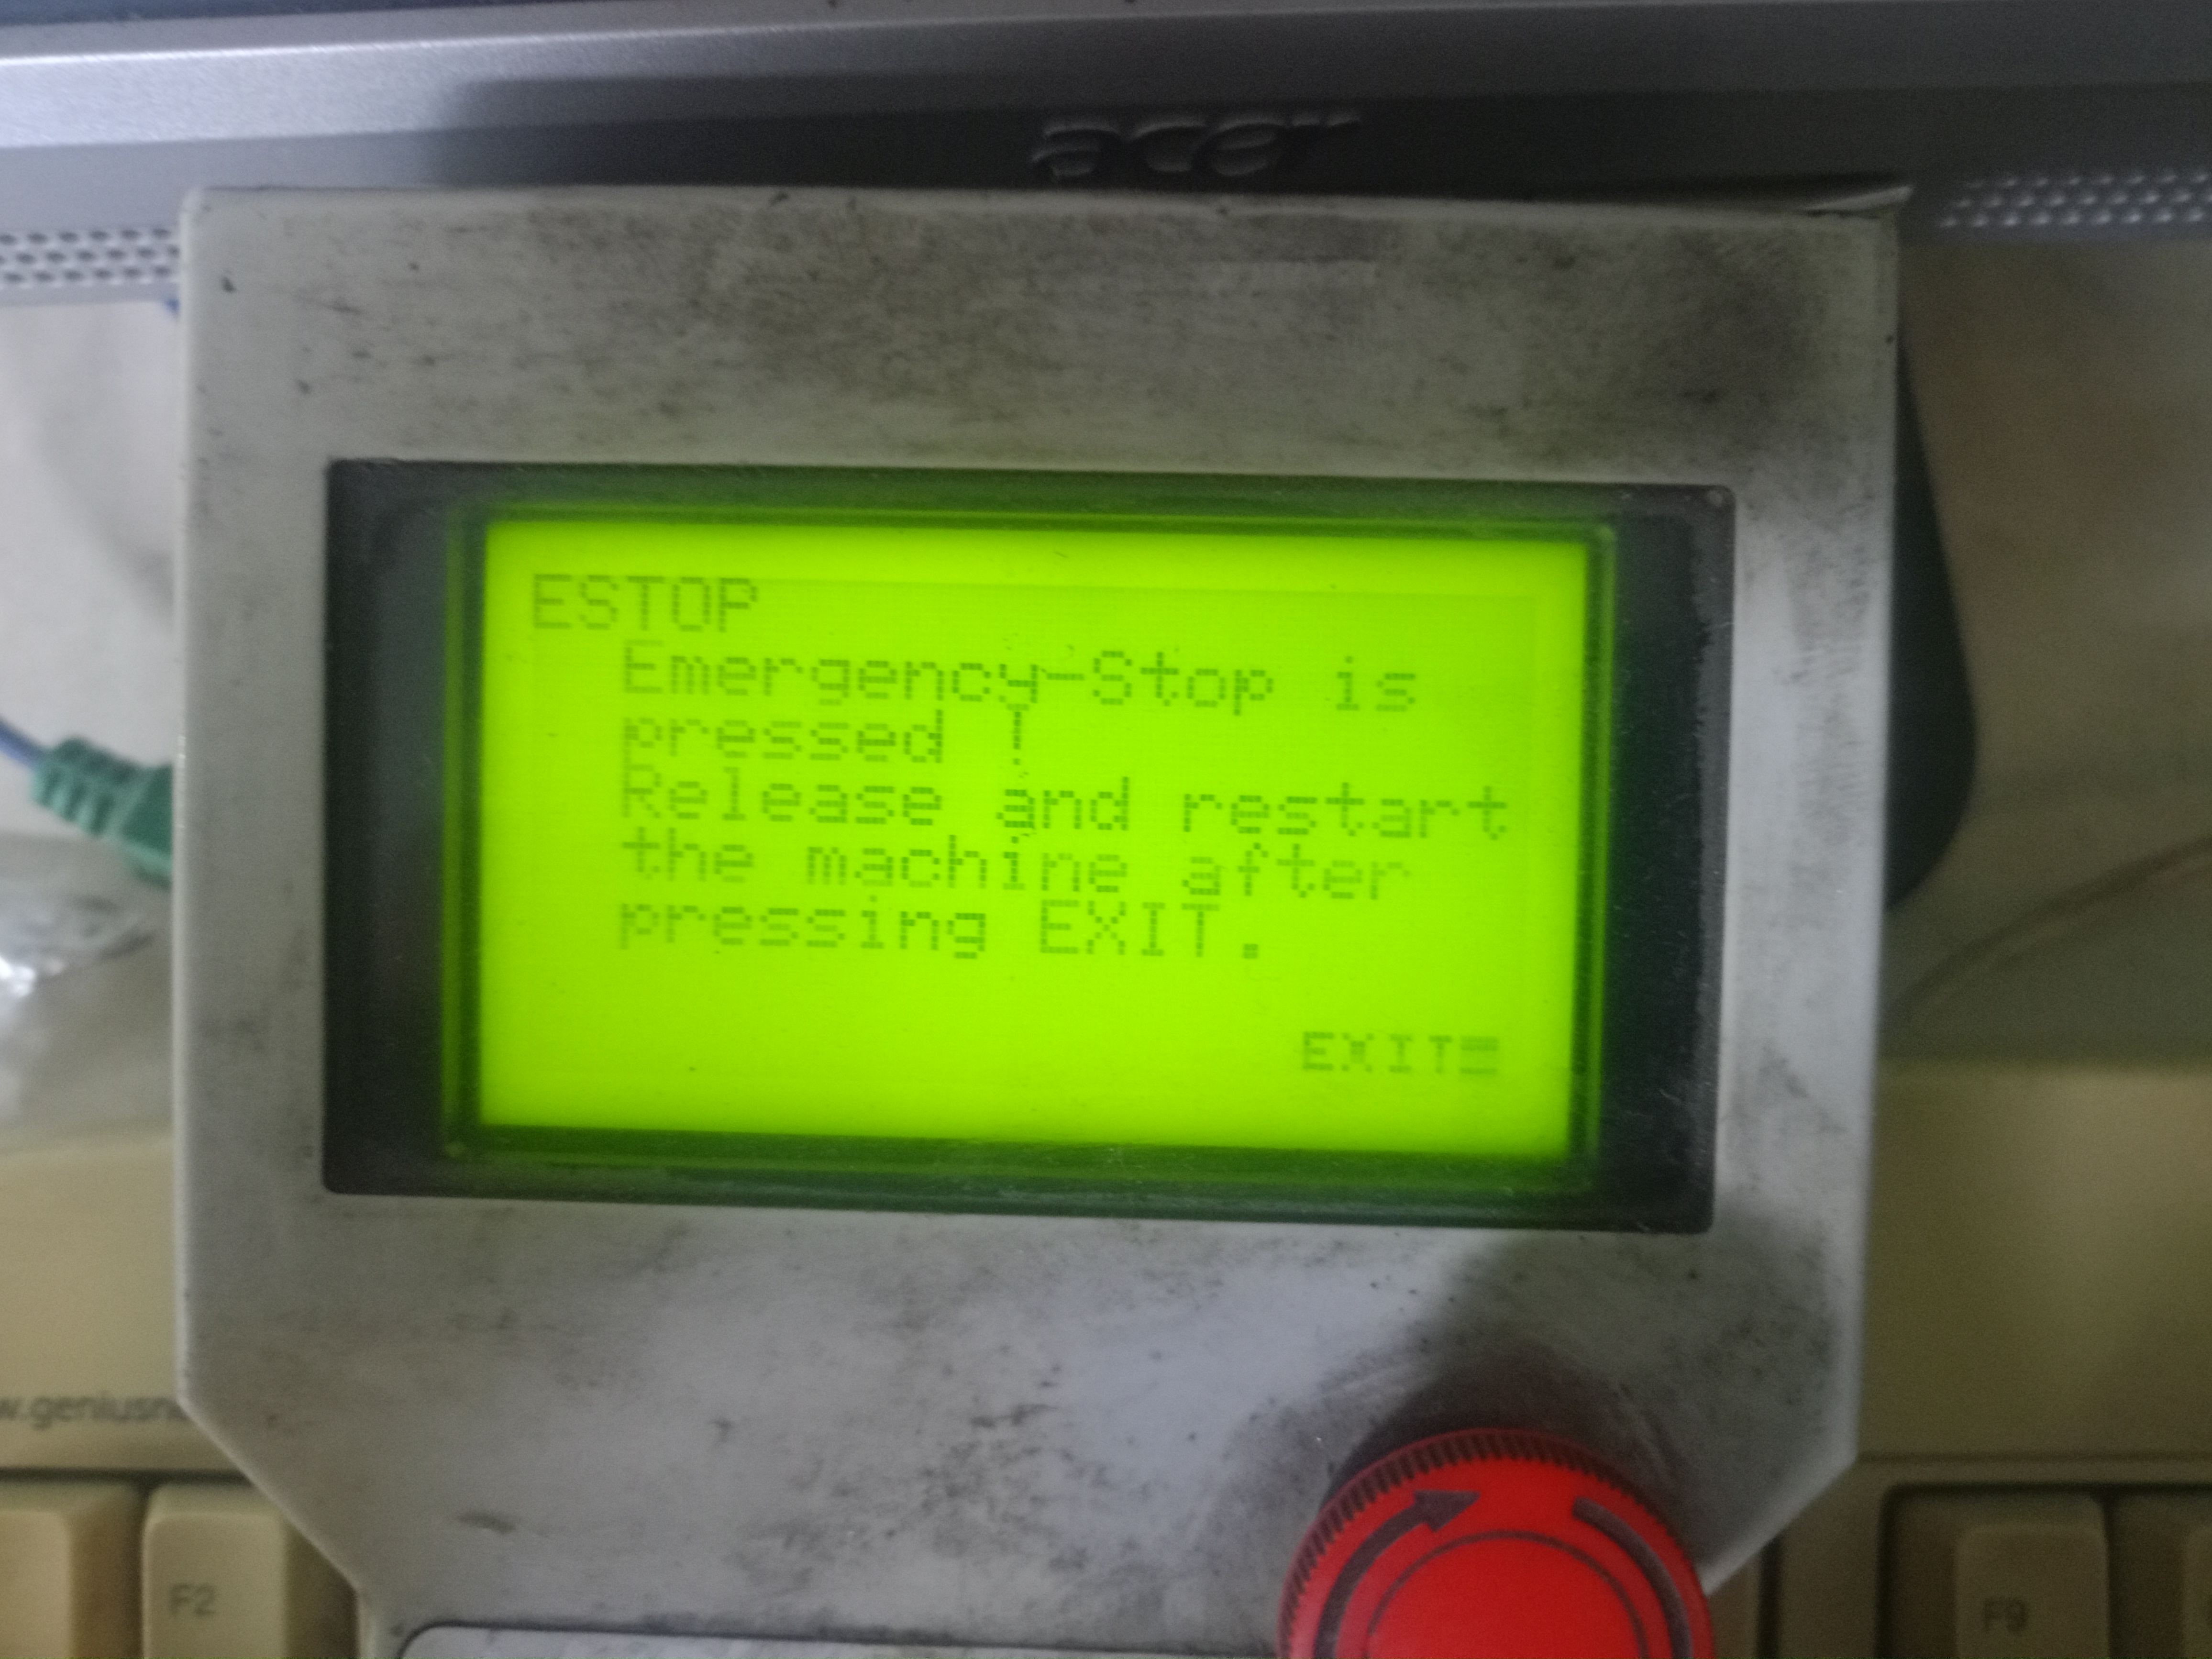 acer
ESTOP
Emergency-Stop is
pressed !
Release and restart
the machine after
pressing EXIT.
EXIT
F2
F9